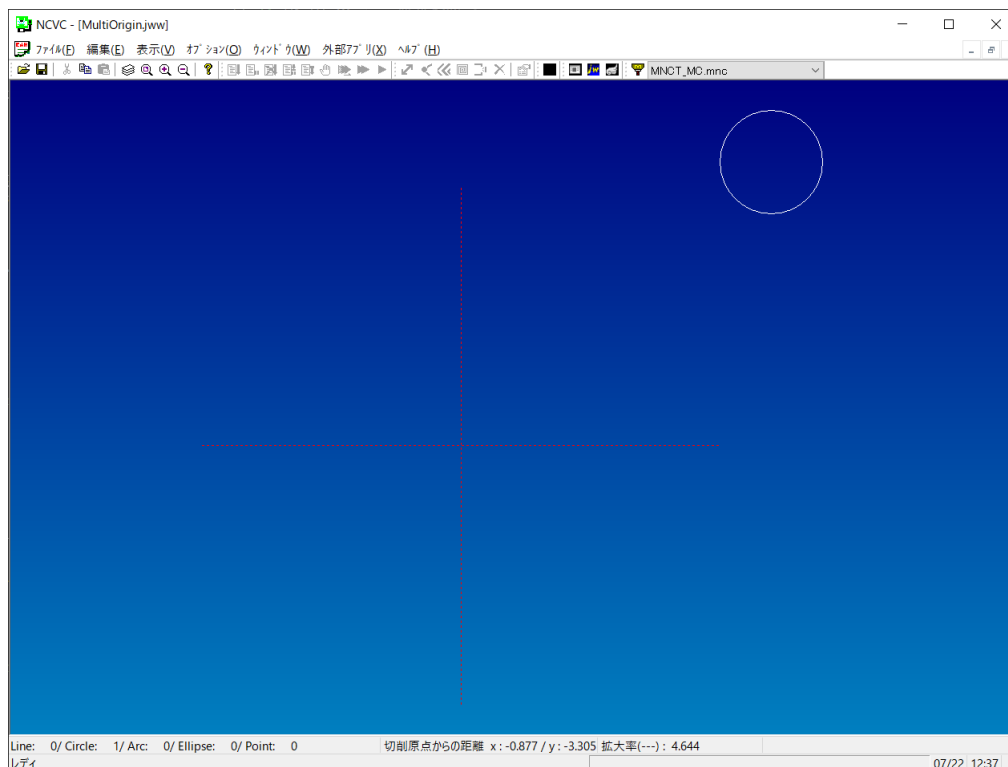 NCVC - [MultiOrigin.jww]
ファイル(F) 編集(E) 表示(V) オプション(O) ウィンドウ(W) 外部アプリ(X) ヘルプ(H)
MNCT_MC.mnc
Line: 0/ Circle: 1/ Arc: 0/ Ellipse: 0/ Point: 0 切削原点からの距離 x : -0.877 / y : -3.305 拡大率(---) : 4.644
レディ 07/22 12:37